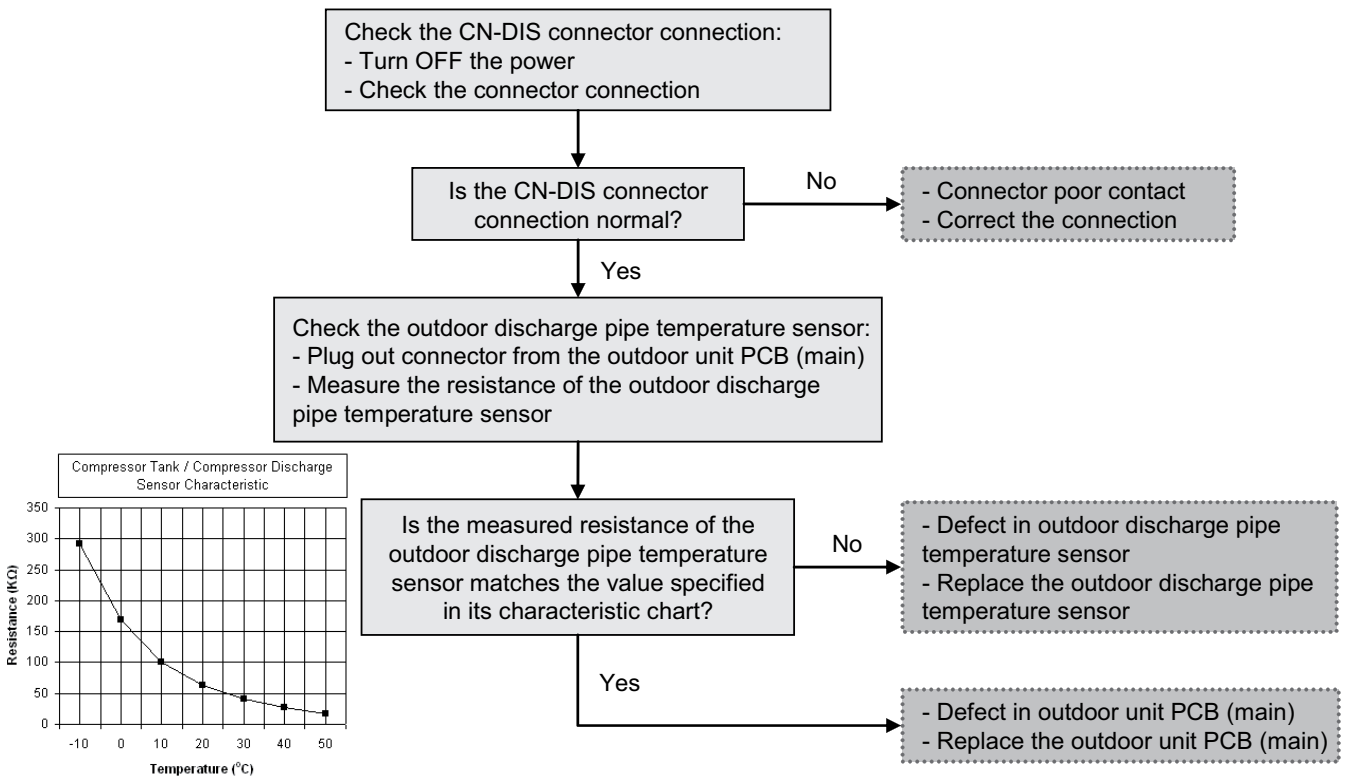 Check the CN-DIS connector connection:
- Turn OFF the power
- Check the connector connection
Is the CN-DIS connector
connection normal?
No
- Connector poor contact
- Correct the connection
Yes
Check the outdoor discharge pipe temperature sensor:
- Plug out connector from the outdoor unit PCB (main)
- Measure the resistance of the outdoor discharge
pipe temperature sensor
Compressor Tank / Compressor Discharge
Sensor Characteristic
350
300
250
200
150
100
50
0
Resistance (KΩ)
-10 0 10 20 30 40 50
Temperature (°C)
Is the measured resistance of the
outdoor discharge pipe temperature
sensor matches the value specified
in its characteristic chart?
No
- Defect in outdoor discharge pipe
temperature sensor
- Replace the outdoor discharge pipe
temperature sensor
Yes
- Defect in outdoor unit PCB (main)
- Replace the outdoor unit PCB (main)